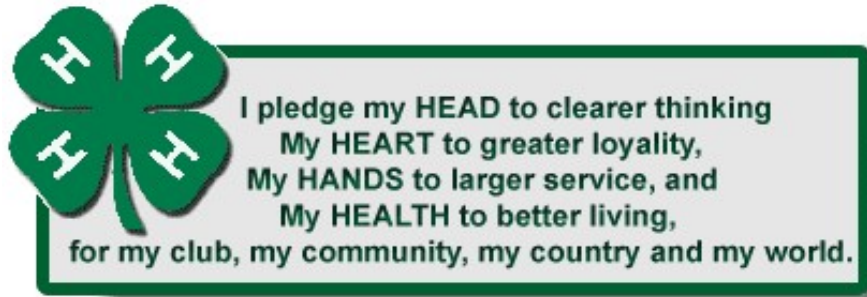 H H
H H
I pledge my HEAD to clearer thinking
My HEART to greater loyality,
My HANDS to larger service, and
My HEALTH to better living,
for my club, my community, my country and my world.